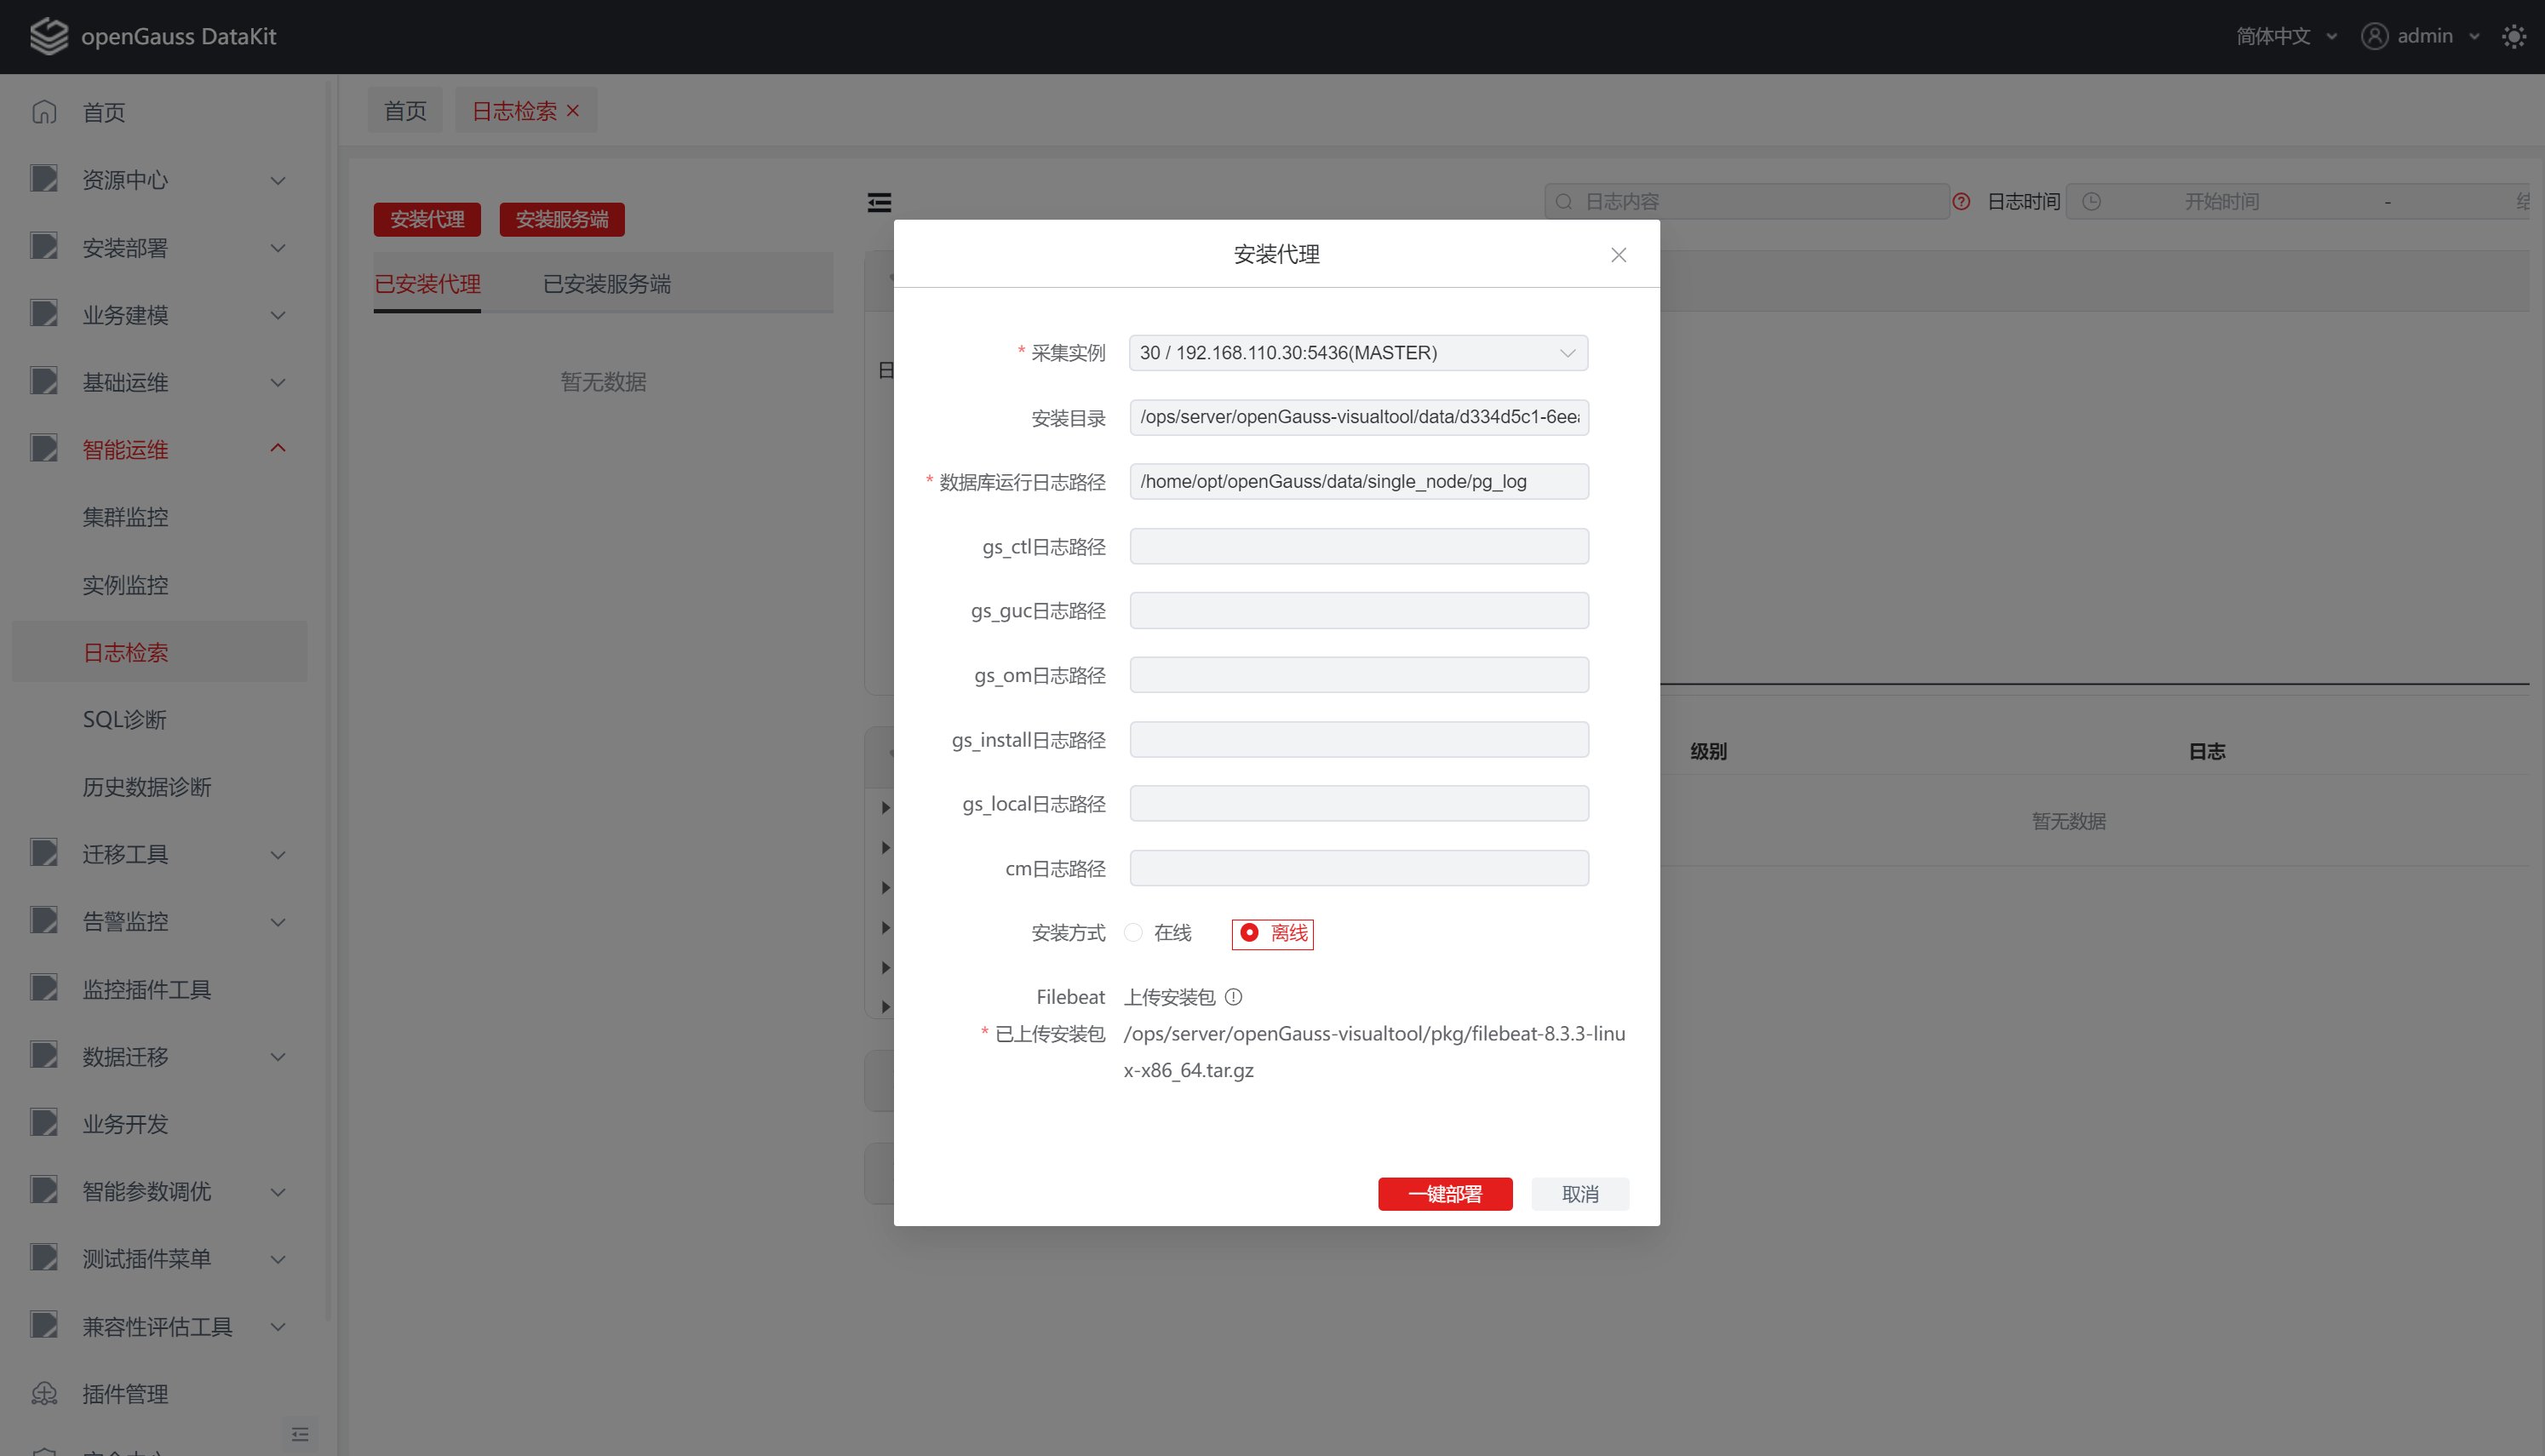 openGauss DataKit
简体中文
admin
首页
资源中心
安装部署
业务建模
基础运维
智能运维
集群监控
实例监控
日志检索
SQL诊断
历史数据诊断
迁移工具
告警监控
监控插件工具
数据迁移
业务开发
智能参数调优
测试插件菜单
兼容性评估工具
插件管理
首页
日志检索
安装代理
安装服务端
已安装代理
已安装服务端
暂无数据
日志内容
日志时间
开始时间
-
日
级别
日志
暂无数据
安装代理
* 采集实例
30 / 192.168.110.30:5436(MASTER)
安装目录
/ops/server/openGauss-visualtool/data/d334d5c1-6ee
* 数据库运行日志路径
/home/opt/openGauss/data/single_node/pg_log
gs_ctl日志路径
gs_guc日志路径
gs_om日志路径
gs_install日志路径
gs_local日志路径
cm日志路径
安装方式
在线
离线
Filebeat
上传安装包
* 已上传安装包
/ops/server/openGauss-visualtool/pkg/filebeat-8.3.3-linu
x-x86_64.tar.gz
一键部署
取消